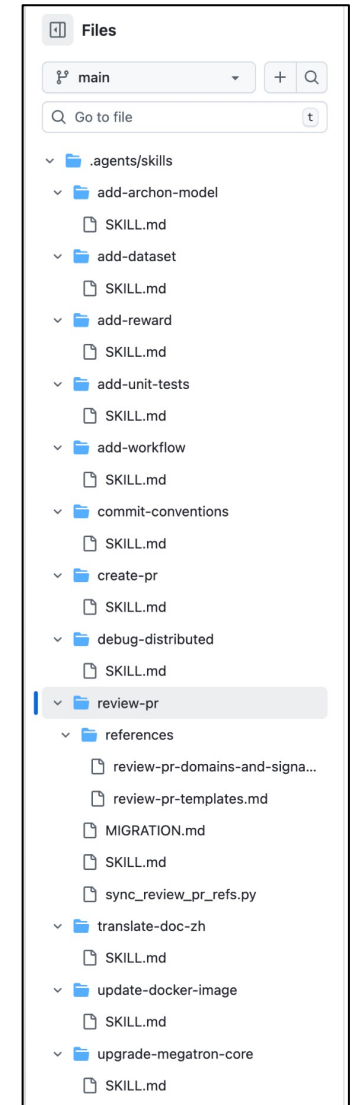 Files
main
Go to file
t
.agents/skills
add-archon-model
SKILL.md
add-dataset
SKILL.md
add-reward
SKILL.md
add-unit-tests
SKILL.md
add-workflow
SKILL.md
commit-conventions
SKILL.md
create-pr
SKILL.md
debug-distributed
SKILL.md
review-pr
references
review-pr-domains-and-signa...
review-pr-templates.md
MIGRATION.md
SKILL.md
sync_review_pr_refs.py
translate-doc-zh
SKILL.md
update-docker-image
SKILL.md
upgrade-megatron-core
SKILL.md